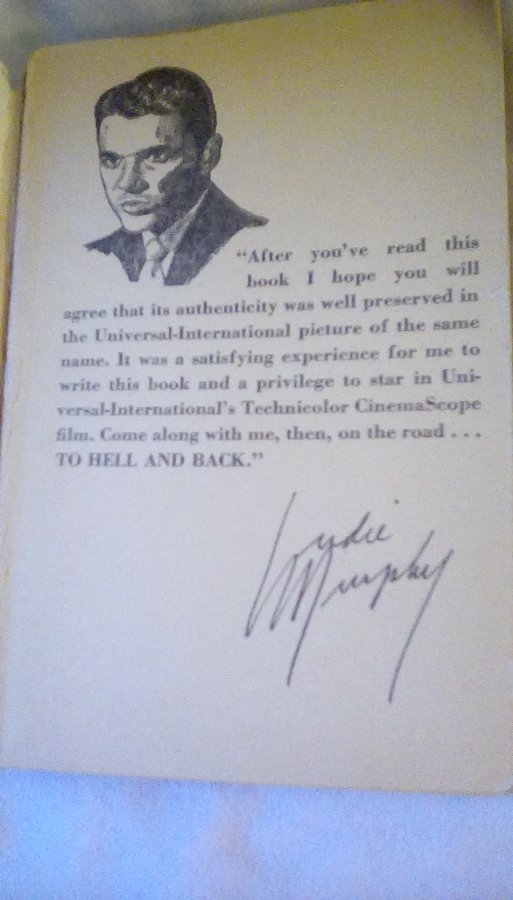 “After you’ve read this
book I hope you will
agree that its authenticity was well preserved in
the Universal-International picture of the same
name. It was a satisfying experience for me to
write this book and a privilege to star in Uni-
versal-International’s Technicolor CinemaScope
film. Come along with me, then, on the road . . .
TO HELL AND BACK.”
Audie
Murphy